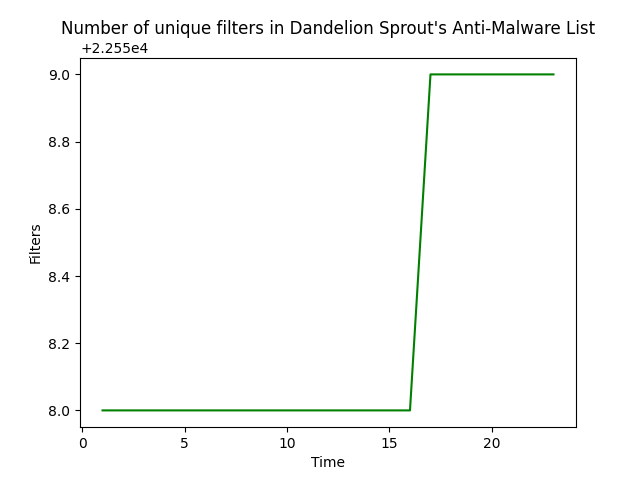 Number of unique filters in Dandelion Sprout's Anti-Malware List
+2.255e4
9.0
8.8
8.6
8.4
8.2
8.0
Filters
0 5 10 15 20
Time